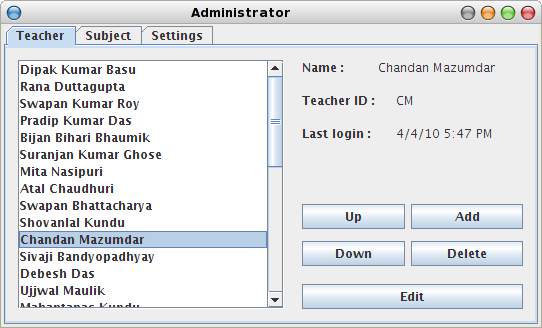 Administrator
Teacher Subject Settings
Dipak Kumar Basu
Rana Duttagupta
Swapan Kumar Roy
Pradip Kumar Das
Bijan Bihari Bhaumik
Suranjan Kumar Ghose
Mita Nasipuri
Atal Chaudhuri
Swapan Bhattacharya
Shovanlal Kundu
Chandan Mazumdar
Sivaji Bandyopadhyay
Debesh Das
Ujjwal Maulik
Mahantapas Kundu
Name : Chandan Mazumdar
Teacher ID : CM
Last login : 4/4/10 5:47 PM
Up Add
Down Delete
Edit